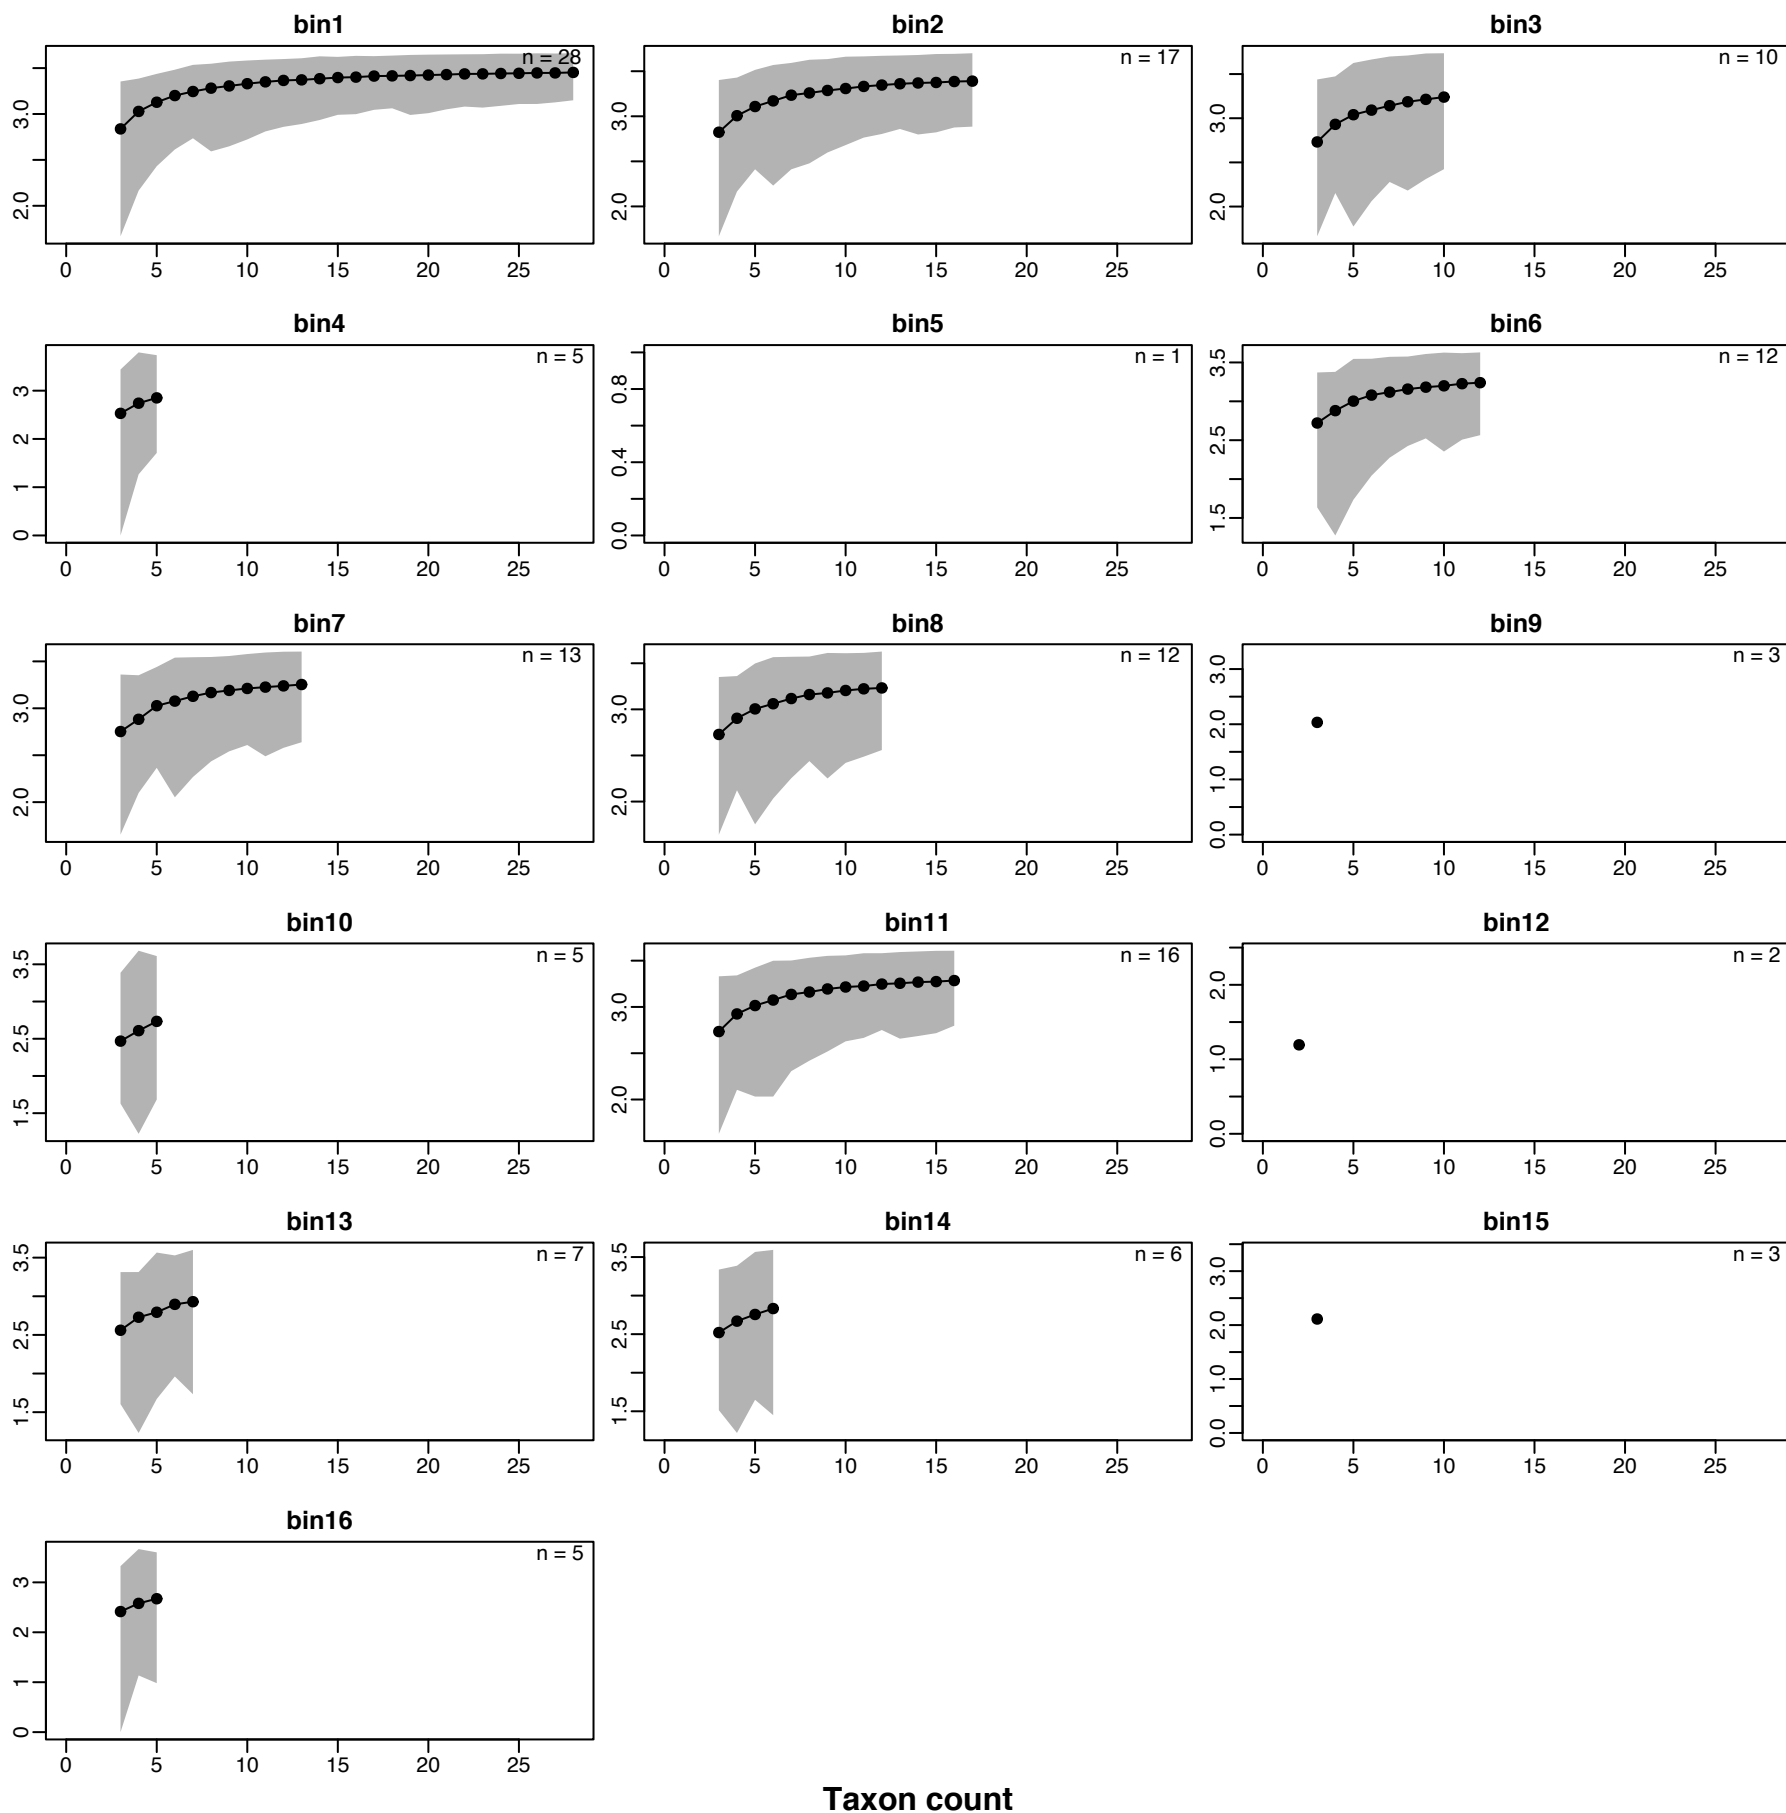 bin1 bin2 bin3
n = 28 n = 17 n = 10
2.0 3.0 2.0 3.0 2.0 3.0
0 5 10 15 20 25 0 5 10 15 20 25 0 5 10 15 20 25
bin4 bin5 bin6
n = 5 n = 1 n = 12
0 1 2 3 0.0 0.4 0.8 1.5 2.5 3.5
0 5 10 15 20 25 0 5 10 15 20 25 0 5 10 15 20 25
bin7 bin8 bin9
n = 13 n = 12 n = 3
2.0 3.0 2.0 3.0 0.0 1.0 2.0 3.0
0 5 10 15 20 25 0 5 10 15 20 25 0 5 10 15 20 25
bin10 bin11 bin12
n = 5 n = 16 n = 2
1.5 2.5 3.5 2.0 3.0 0.0 1.0 2.0
0 5 10 15 20 25 0 5 10 15 20 25 0 5 10 15 20 25
bin13 bin14 bin15
n = 7 n = 6 n = 3
1.5 2.5 3.5 1.5 2.5 3.5 0.0 1.0 2.0 3.0
0 5 10 15 20 25 0 5 10 15 20 25 0 5 10 15 20 25
bin16
n = 5
0 1 2 3
0 5 10 15 20 25
Taxon count